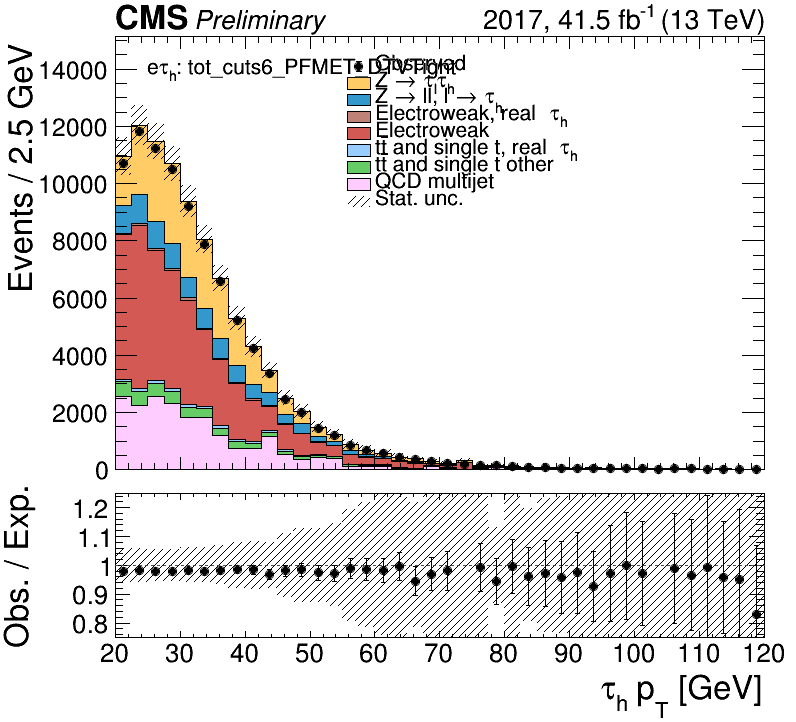 CMS Preliminary 2017, 41.5 fb⁻¹ (13 TeV)
Events / 2.5 GeV
14000
12000
10000
8000
6000
4000
2000
0
eτh: tot_cuts6_PFMET
Observed
Z → τlτh
Z → ll, l → τh
Electroweak, real τh
Electroweak
tt̄ and single t, real τh
tt̄ and single t other
QCD multijet
Stat. unc.
Obs. / Exp.
1.2
1.1
1
0.9
0.8
20 30 40 50 60 70 80 90 100 110 120
τh pT [GeV]